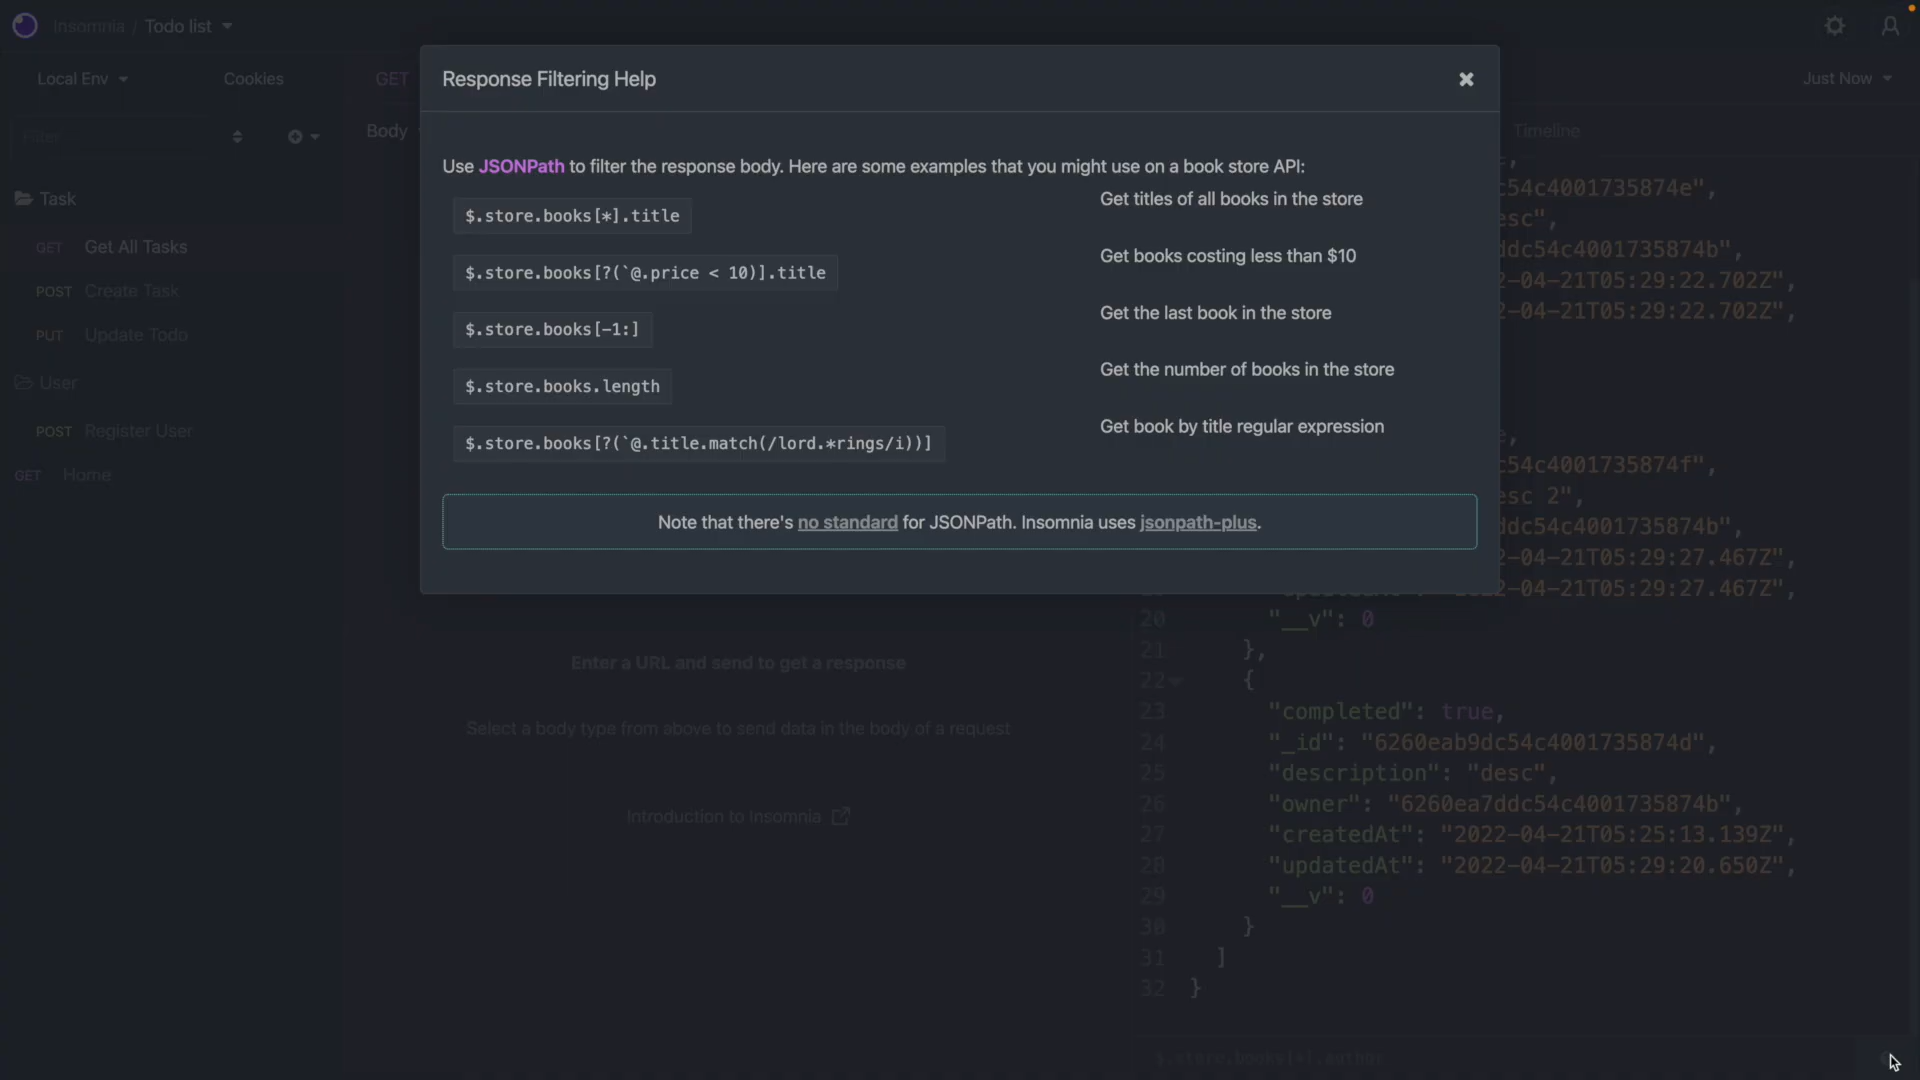 Insomnia / Todo list
Local Env
Cookies
GET
Just Now
Filter
Body
Timeline
Task
GET Get All Tasks
POST Create Task
PUT Update Todo
User
POST Register User
GET Home
Response Filtering Help
Use JSONPath to filter the response body. Here are some examples that you might use on a book store API:
$.store.books[*].title
Get titles of all books in the store
$.store.books[?(`@.price < 10)].title
Get books costing less than $10
$.store.books[-1:]
Get the last book in the store
$.store.books.length
Get the number of books in the store
$.store.books[?(`@.title.match(/lord.*rings/i))]
Get book by title regular expression
Note that there's no standard for JSONPath. Insomnia uses jsonpath-plus.
Enter a URL and send to get a response
Select a body type from above to send data in the body of a request
Introduction to Insomnia
c54c4001735874e",
esc",
ddc54c4001735874b",
2-04-21T05:29:22.702Z",
2-04-21T05:29:22.702Z",
e,
c54c4001735874f",
esc 2",
ddc54c4001735874b",
2-04-21T05:29:27.467Z",
2-04-21T05:29:27.467Z",
20 "__v": 0
21 },
22 {
23 "completed": true,
24 "_id": "6260eab9dc54c4001735874d",
25 "description": "desc",
26 "owner": "6260ea7ddc54c4001735874b",
27 "createdAt": "2022-04-21T05:25:13.139Z",
28 "updatedAt": "2022-04-21T05:29:20.650Z",
29 "__v": 0
30 }
31 ]
32 }
$.store.books[*].author